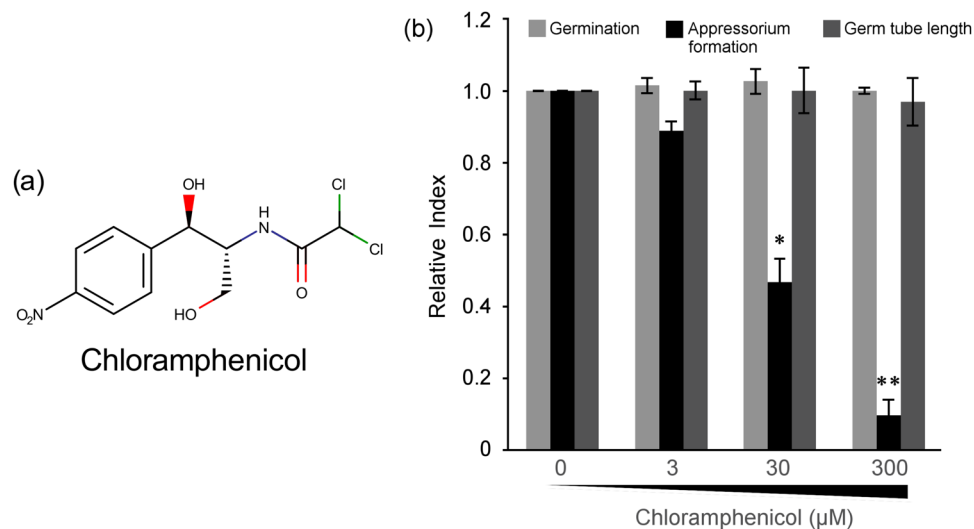 (a)
OH
H
N
Cl
Cl
O
HO
O₂N
Chloramphenicol
(b)
Germination
Appressorium
formation
Germ tube length
Relative Index
1.2
1.0
0.8
0.6
0.4
0.2
0
*
**
0 3 30 300
Chloramphenicol (μM)